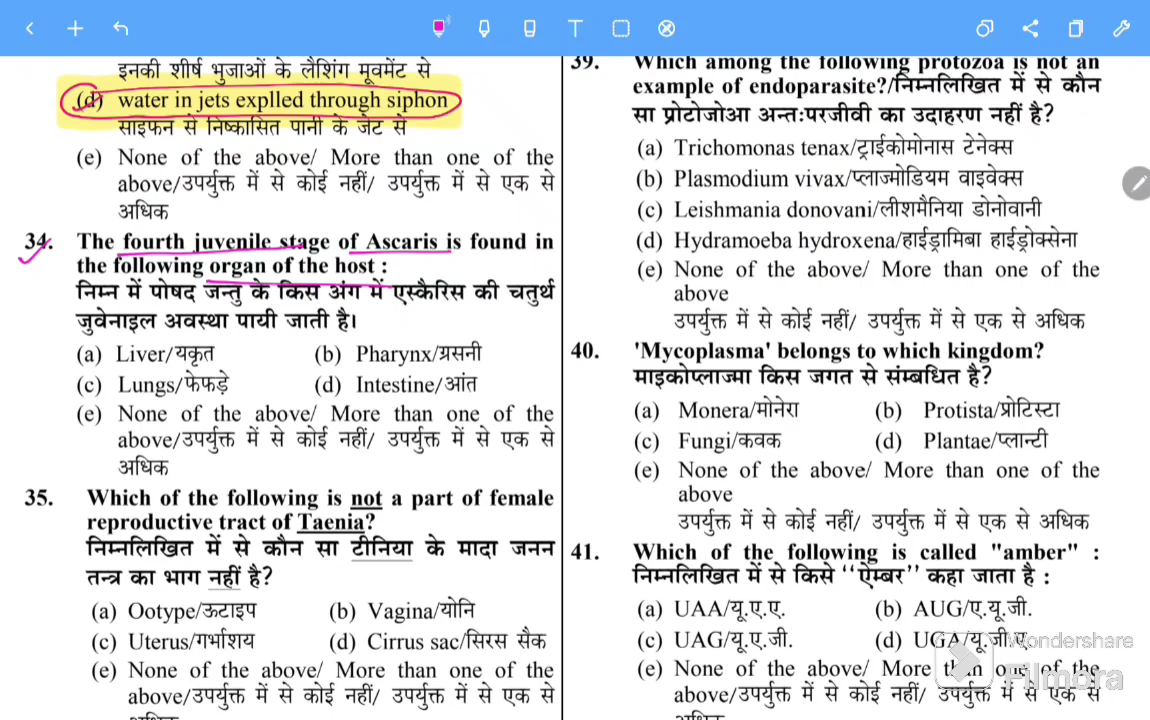 इनकी शीर्ष भुजाओं के लैशिंग मूवमेंट से
(d) water in jets explled through siphon
साइफन से निष्कासित पानी के जेट से
(e) None of the above/ More than one of the
above/उपर्युक्त में से कोई नहीं/ उपर्युक्त में से एक से
अधिक
34. The fourth juvenile stage of Ascaris is found in
the following organ of the host :
निम्न में पोषद जन्तु के किस अंग में एस्कैरिस की चतुर्थ
जुवेनाइल अवस्था पायी जाती है।
(a) Liver/यकृत (b) Pharynx/ग्रसनी
(c) Lungs/फेफड़े (d) Intestine/आंत
(e) None of the above/ More than one of the
above/उपर्युक्त में से कोई नहीं/ उपर्युक्त में से एक से
अधिक
35. Which of the following is not a part of female
reproductive tract of Taenia?
निम्नलिखित में से कौन सा टीनिया के मादा जनन
तन्त्र का भाग नहीं है?
(a) Ootype/ऊटाइप (b) Vagina/योनि
(c) Uterus/गर्भाशय (d) Cirrus sac/सिरस सैक
(e) None of the above/ More than one of the
above/उपर्युक्त में से कोई नहीं/ उपर्युक्त में से एक से
39. Which among the following protozoa is not an
example of endoparasite?/निम्नलिखित में से कौन
सा प्रोटोजोआ अन्तःपरजीवी का उदाहरण नहीं है?
(a) Trichomonas tenax/ट्राईकोमोनास टेनेक्स
(b) Plasmodium vivax/प्लाज्मोडियम वाइवेक्स
(c) Leishmania donovani/लीशमैनिया डोनोवानी
(d) Hydramoeba hydroxena/हाईड्रामिबा हाईड्रोक्सेना
(e) None of the above/ More than one of the
above
उपर्युक्त में से कोई नहीं/ उपर्युक्त में से एक से अधिक
40. 'Mycoplasma' belongs to which kingdom?
माइकोप्लाज्मा किस जगत से संम्बधित है?
(a) Monera/मोनेरा (b) Protista/प्रोटिस्टा
(c) Fungi/कवक (d) Plantae/प्लान्टी
(e) None of the above/ More than one of the
above
उपर्युक्त में से कोई नहीं/ उपर्युक्त में से एक से अधिक
41. Which of the following is called "amber" :
निम्नलिखित में से किसे ‘‘ऐम्बर’’ कहा जाता है :
(a) UAA/यू.ए.ए. (b) AUG/ए.यू.जी.
(c) UAG/यू.ए.जी. (d) UGA/यू.जी.ए.
(e) None of the above/ More than one of the
above/उपर्युक्त में से कोई नहीं/ उपर्युक्त में से एक से
Wondershare
Filmora